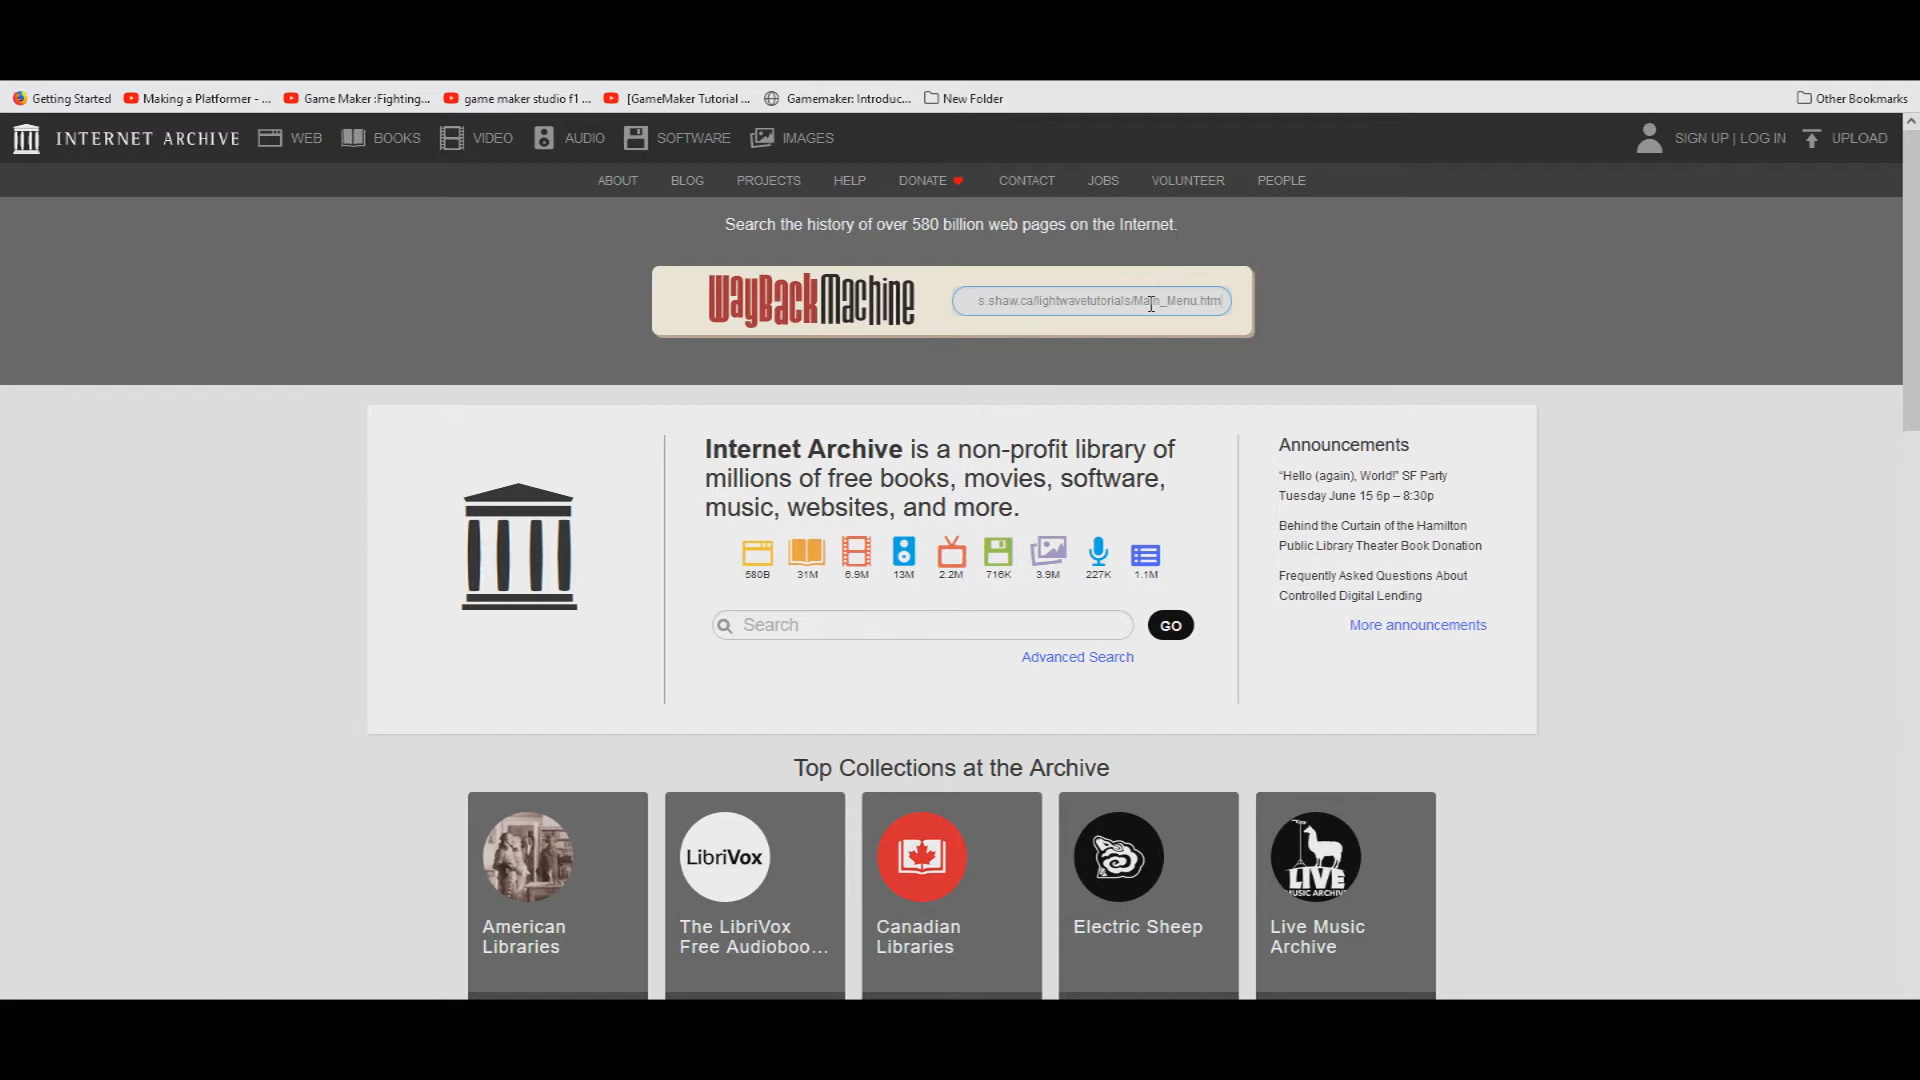 Getting Started
Making a Platformer - ...
Game Maker :Fighting...
game maker studio f1 ...
[GameMaker Tutorial ...
Gamemaker: Introduc...
New Folder
Other Bookmarks
INTERNET ARCHIVE
WEB
BOOKS
VIDEO
AUDIO
SOFTWARE
IMAGES
SIGN UP | LOG IN
UPLOAD
ABOUT
BLOG
PROJECTS
HELP
DONATE
CONTACT
JOBS
VOLUNTEER
PEOPLE
Search the history of over 580 billion web pages on the Internet.
WayBackMachine
s.shaw.ca/lightwavetutorials/Main_Menu.htm
Internet Archive is a non-profit library of
millions of free books, movies, software,
music, websites, and more.
580B
31M
6.9M
13M
2.2M
716K
3.9M
227K
1.1M
Search
GO
Advanced Search
Announcements
“Hello (again), World!” SF Party
Tuesday June 15 6p – 8:30p
Behind the Curtain of the Hamilton
Public Library Theater Book Donation
Frequently Asked Questions About
Controlled Digital Lending
More announcements
Top Collections at the Archive
American
Libraries
LibriVox
The LibriVox
Free Audioboo...
Canadian
Libraries
Electric Sheep
LIVE
MUSIC ARCHIVE
Live Music
Archive